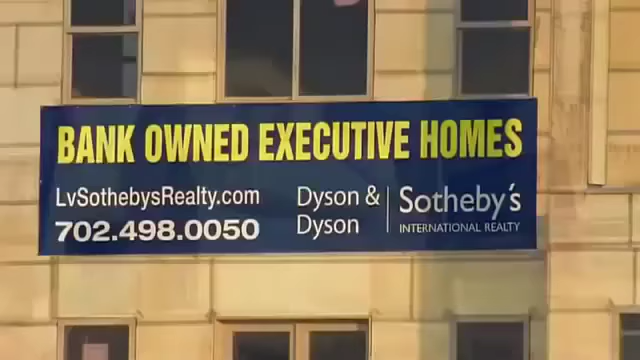 BANK OWNED EXECUTIVE HOMES
LvSothebysRealty.com
702.498.0050
Dyson &
Dyson
Sotheby's
INTERNATIONAL REALTY